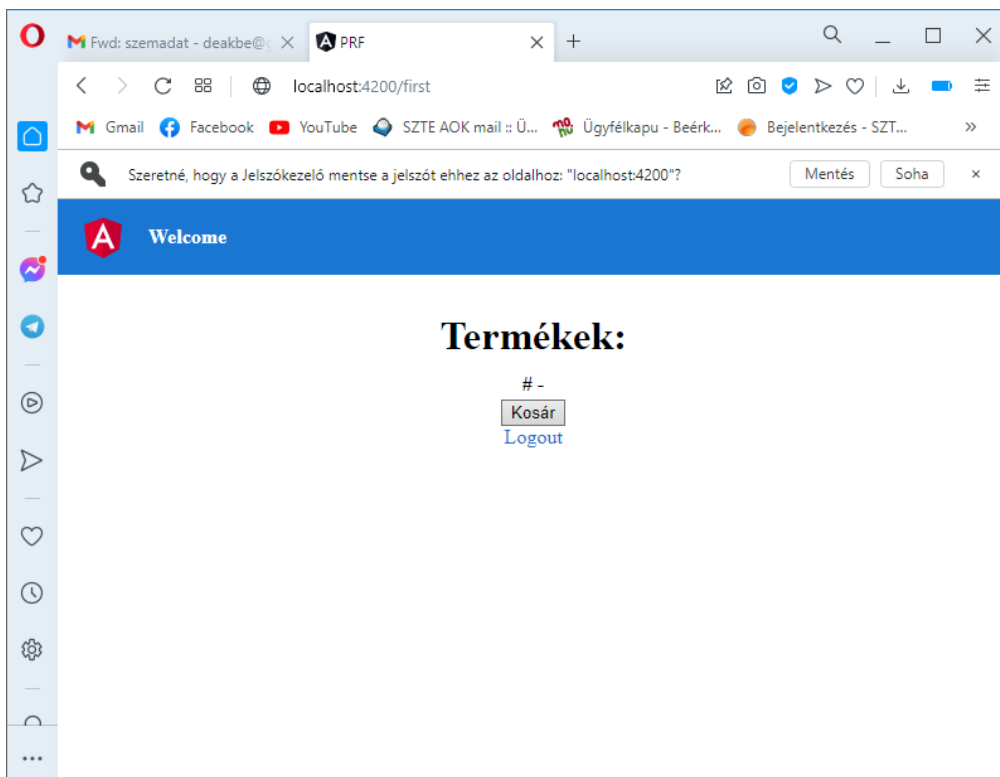 Fwd: szemadat - deakbe@g
PRF
localhost:4200/first
Gmail
Facebook
YouTube
SZTE AOK mail :: Ü...
Ügyfélkapu - Beérk...
Bejelentkezés - SZT...
Szeretné, hogy a Jelszókezelő mentse a jelszót ehhez az oldalhoz: "localhost:4200"?
Mentés
Soha
Welcome
Termékek:
# -
Kosár
Logout